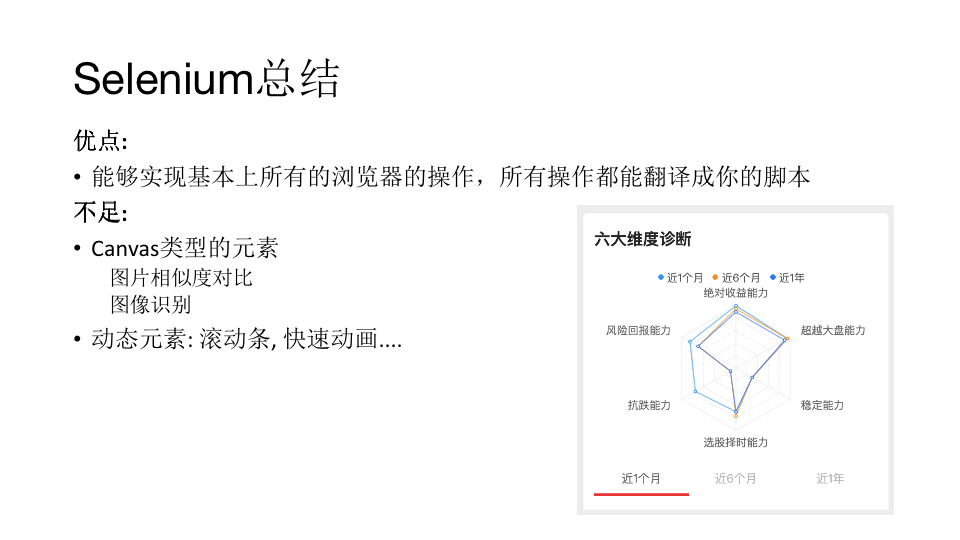 Selenium总结
优点:
• 能够实现基本上所有的浏览器的操作，所有操作都能翻译成你的脚本
不足:
• Canvas类型的元素
图片相似度对比
图像识别
• 动态元素: 滚动条, 快速动画....
六大维度诊断
近1个月 近6个月 近1年
绝对收益能力
风险回报能力 超越大盘能力
抗跌能力 稳定能力
选股择时能力
近1个月 近6个月 近1年